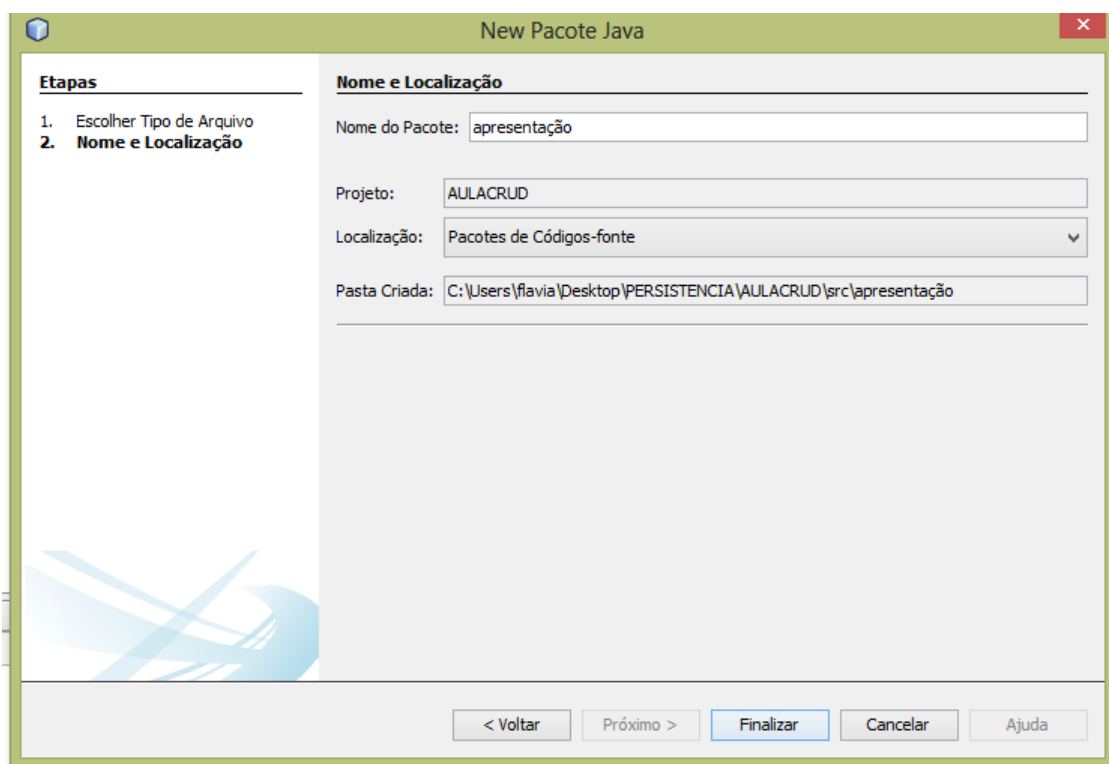 New Pacote Java
Etapas
1. Escolher Tipo de Arquivo
2. Nome e Localização
Nome e Localização
Nome do Pacote: apresentação
Projeto: AULACRUD
Localização: Pacotes de Códigos-fonte
Pasta Criada: C:\Users\flavia\Desktop\PERSISTENCIA\AULACRUD\src\apresentação
< Voltar Próximo > Finalizar Cancelar Ajuda